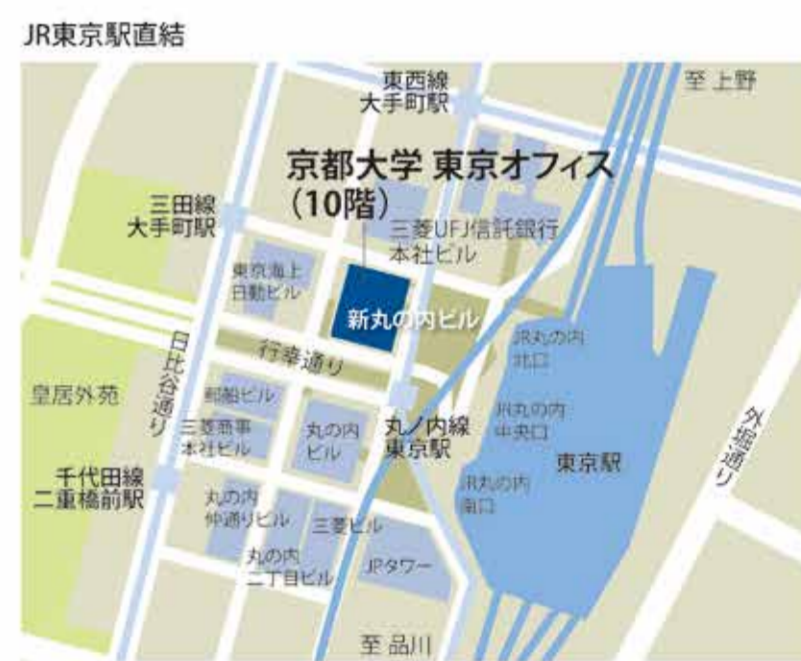 JR東京駅直結
東西線
大手町駅
至 上野
京都大学 東京オフィス
（10階）
三田線
大手町駅
三菱UFJ信託銀行
本社ビル
東京海上
日動ビル
新丸の内ビル
行幸通り
日比谷通り
JR丸の内
北口
皇居外苑
郵船ビル
三菱商事
本社ビル
丸の内
ビル
丸ノ内線
東京駅
JR丸の内
中央口
東京駅
外堀通り
千代田線
二重橋前駅
丸の内
仲通りビル
三菱ビル
JR丸の内
南口
丸の内
二丁目ビル
JPタワー
至 品川